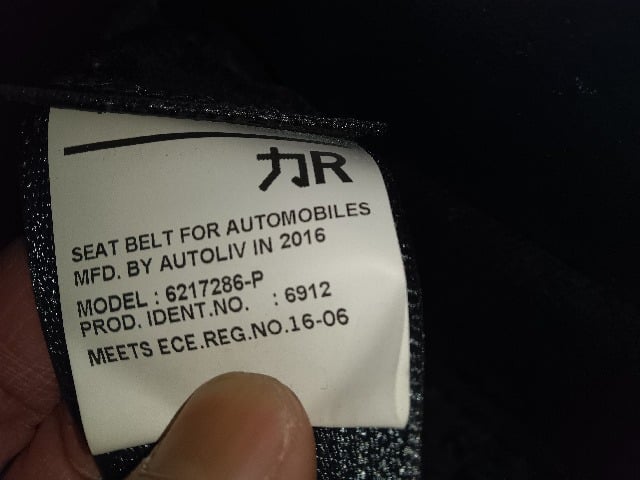 力R
SEAT BELT FOR AUTOMOBILES
MFD. BY AUTOLIV IN 2016
MODEL : 6217286-P
PROD. IDENT.NO. : 6912
MEETS ECE.REG.NO.16-06